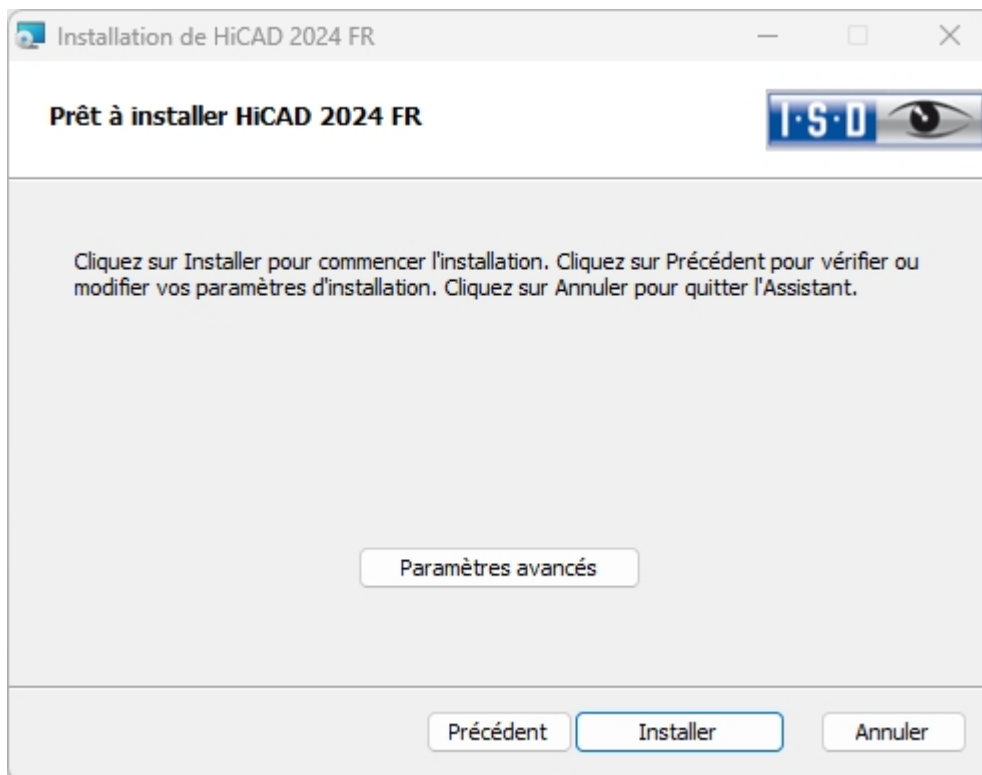 Installation de HiCAD 2024 FR
Prêt à installer HiCAD 2024 FR
I·S·D
Cliquez sur Installer pour commencer l'installation. Cliquez sur Précédent pour vérifier ou
modifier vos paramètres d'installation. Cliquez sur Annuler pour quitter l'Assistant.
Paramètres avancés
Précédent
Installer
Annuler